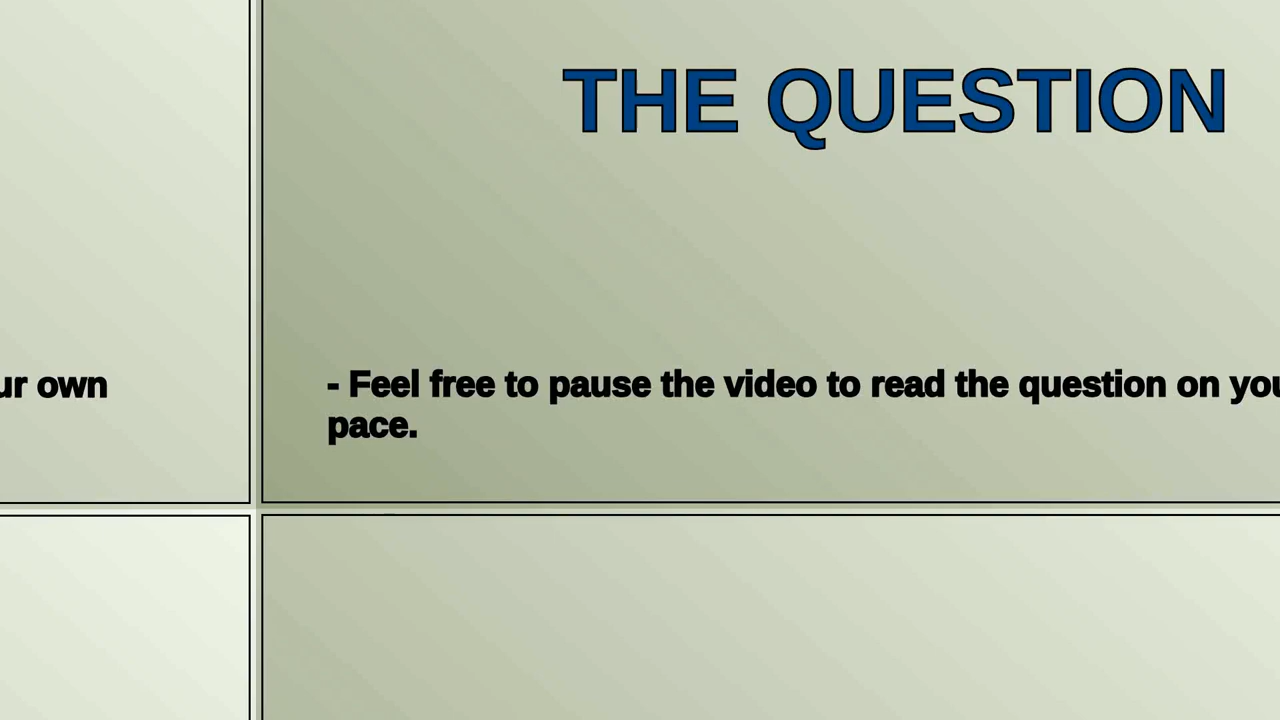 THE QUESTION
ur own
- Feel free to pause the video to read the question on you
pace.